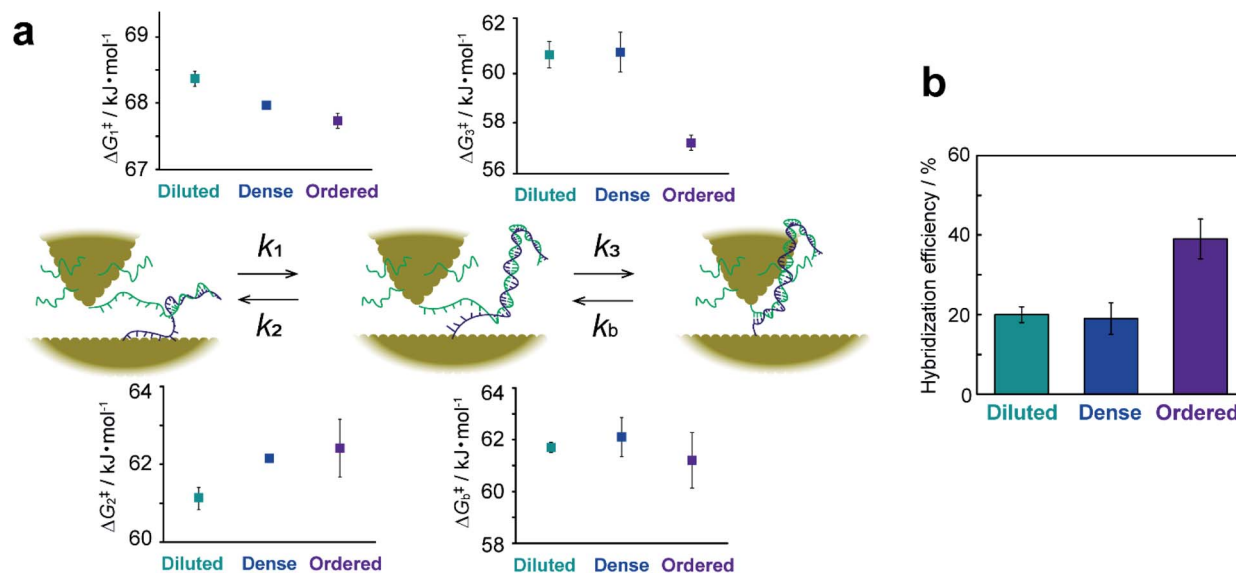 a
ΔG₁‡ / kJ•mol⁻¹
69
68
67
Diluted Dense Ordered
ΔG₃‡ / kJ•mol⁻¹
62
60
58
56
Diluted Dense Ordered
k₁
k₂
k₃
k_b
ΔG₂‡ / kJ•mol⁻¹
64
62
60
Diluted Dense Ordered
ΔG_b‡ / kJ•mol⁻¹
64
62
60
58
Diluted Dense Ordered
b
Hybridization efficiency / %
60
40
20
0
Diluted Dense Ordered